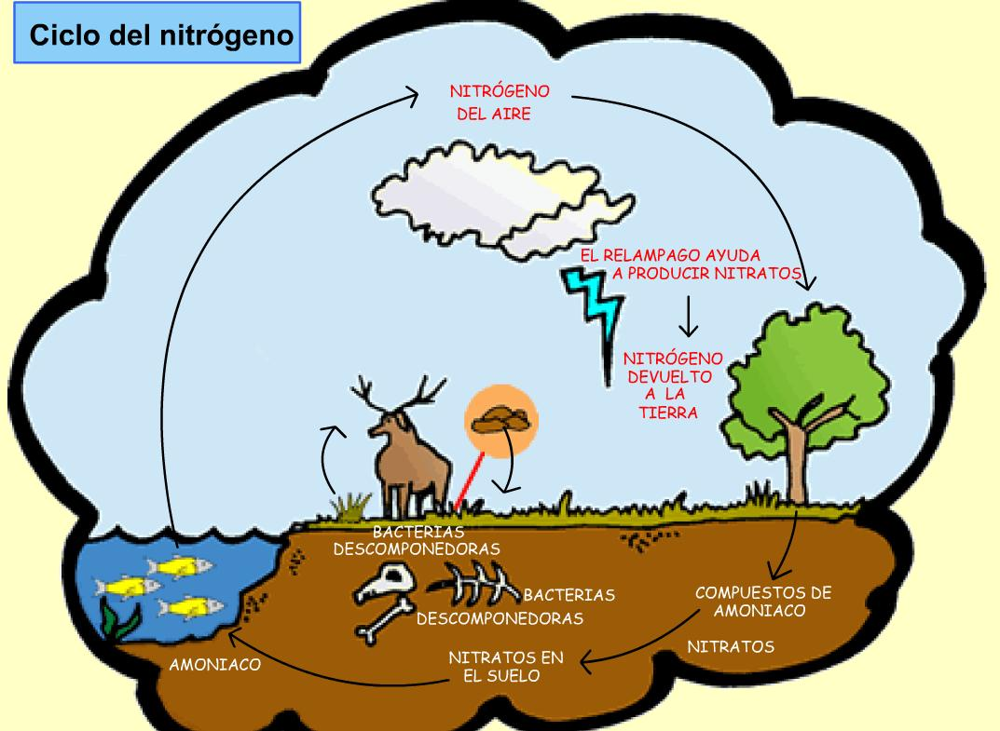 Ciclo del nitrógeno
NITRÓGENO
DEL AIRE
EL RELAMPAGO AYUDA
A PRODUCIR NITRATOS
NITRÓGENO
DEVUELTO
A LA
TIERRA
BACTERIAS
DESCOMPONEDORAS
BACTERIAS
DESCOMPONEDORAS
COMPUESTOS DE
AMONIACO
NITRATOS
NITRATOS EN
EL SUELO
AMONIACO